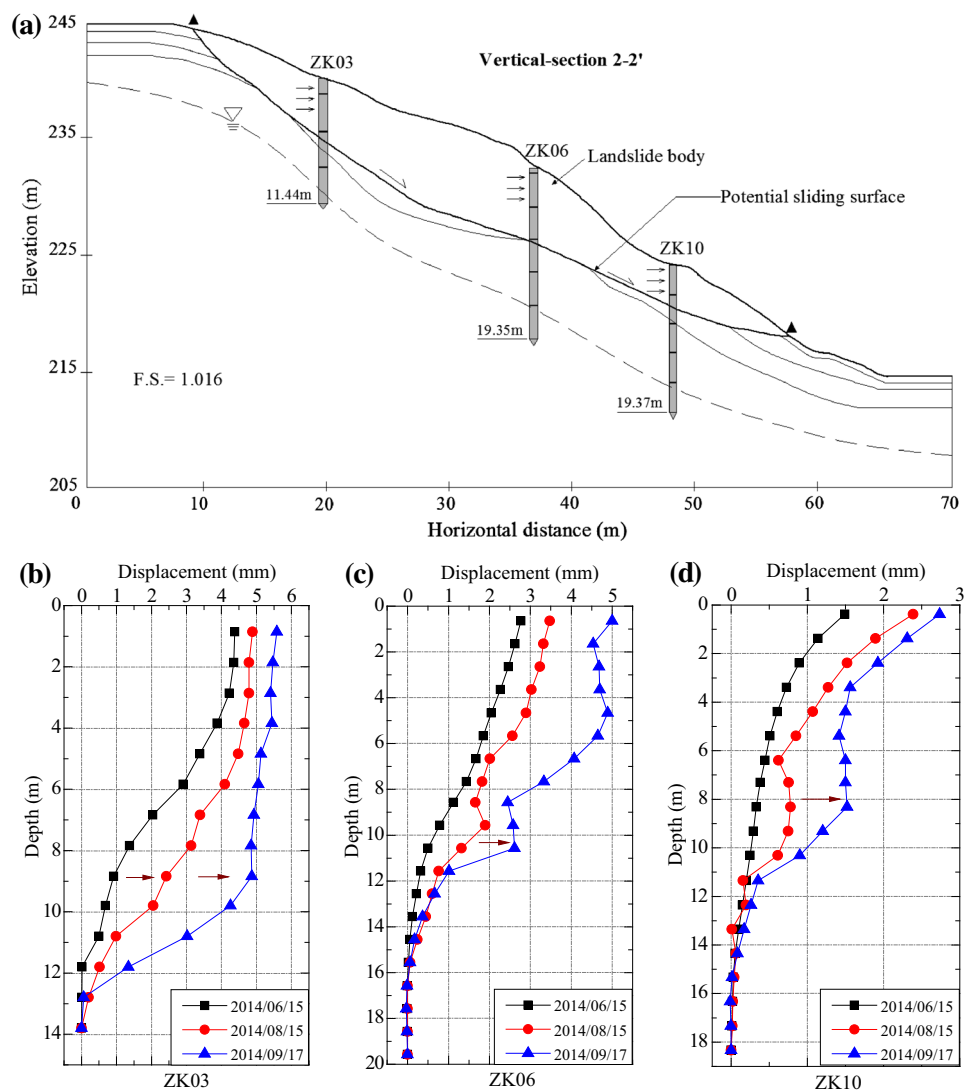 (a)
245
235
225
215
205
Elevation (m)
ZK03
Vertical-section 2-2'
ZK06
Landslide body
Potential sliding surface
ZK10
11.44m
19.35m
19.37m
F.S.= 1.016
0 10 20 30 40 50 60 70
Horizontal distance (m)
(b)
Displacement (mm)
0 1 2 3 4 5 6
0
2
4
6
8
10
12
14
Depth (m)
2014/06/15
2014/08/15
2014/09/17
ZK03
(c)
Displacement (mm)
0 1 2 3 4 5
0
2
4
6
8
10
12
14
16
18
20
Depth (m)
2014/06/15
2014/08/15
2014/09/17
ZK06
(d)
Displacement (mm)
0 1 2 3
0
2
4
6
8
10
12
14
16
18
Depth (m)
2014/06/15
2014/08/15
2014/09/17
ZK10